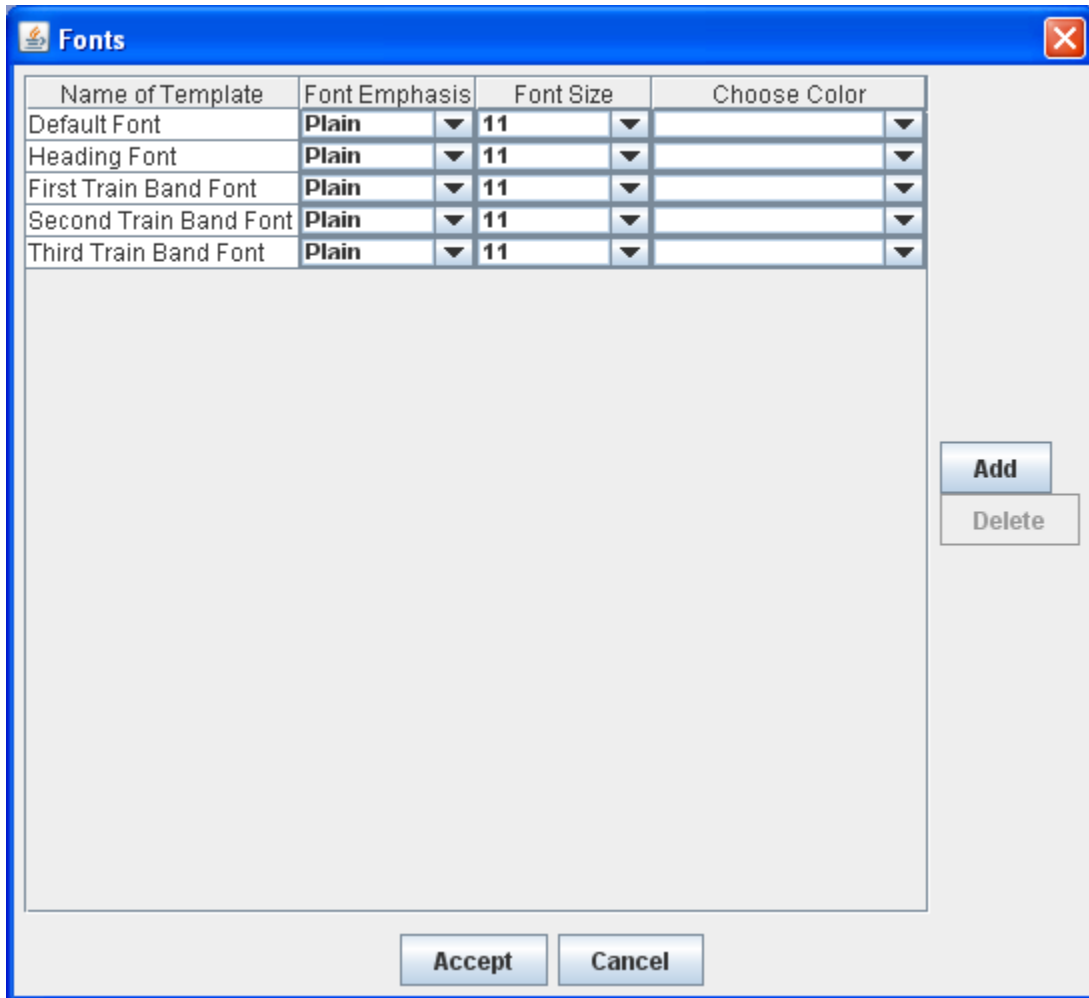 Fonts
Name of Template Font Emphasis Font Size Choose Color
Default Font Plain 11
Heading Font Plain 11
First Train Band Font Plain 11
Second Train Band Font Plain 11
Third Train Band Font Plain 11
Add
Delete
Accept Cancel